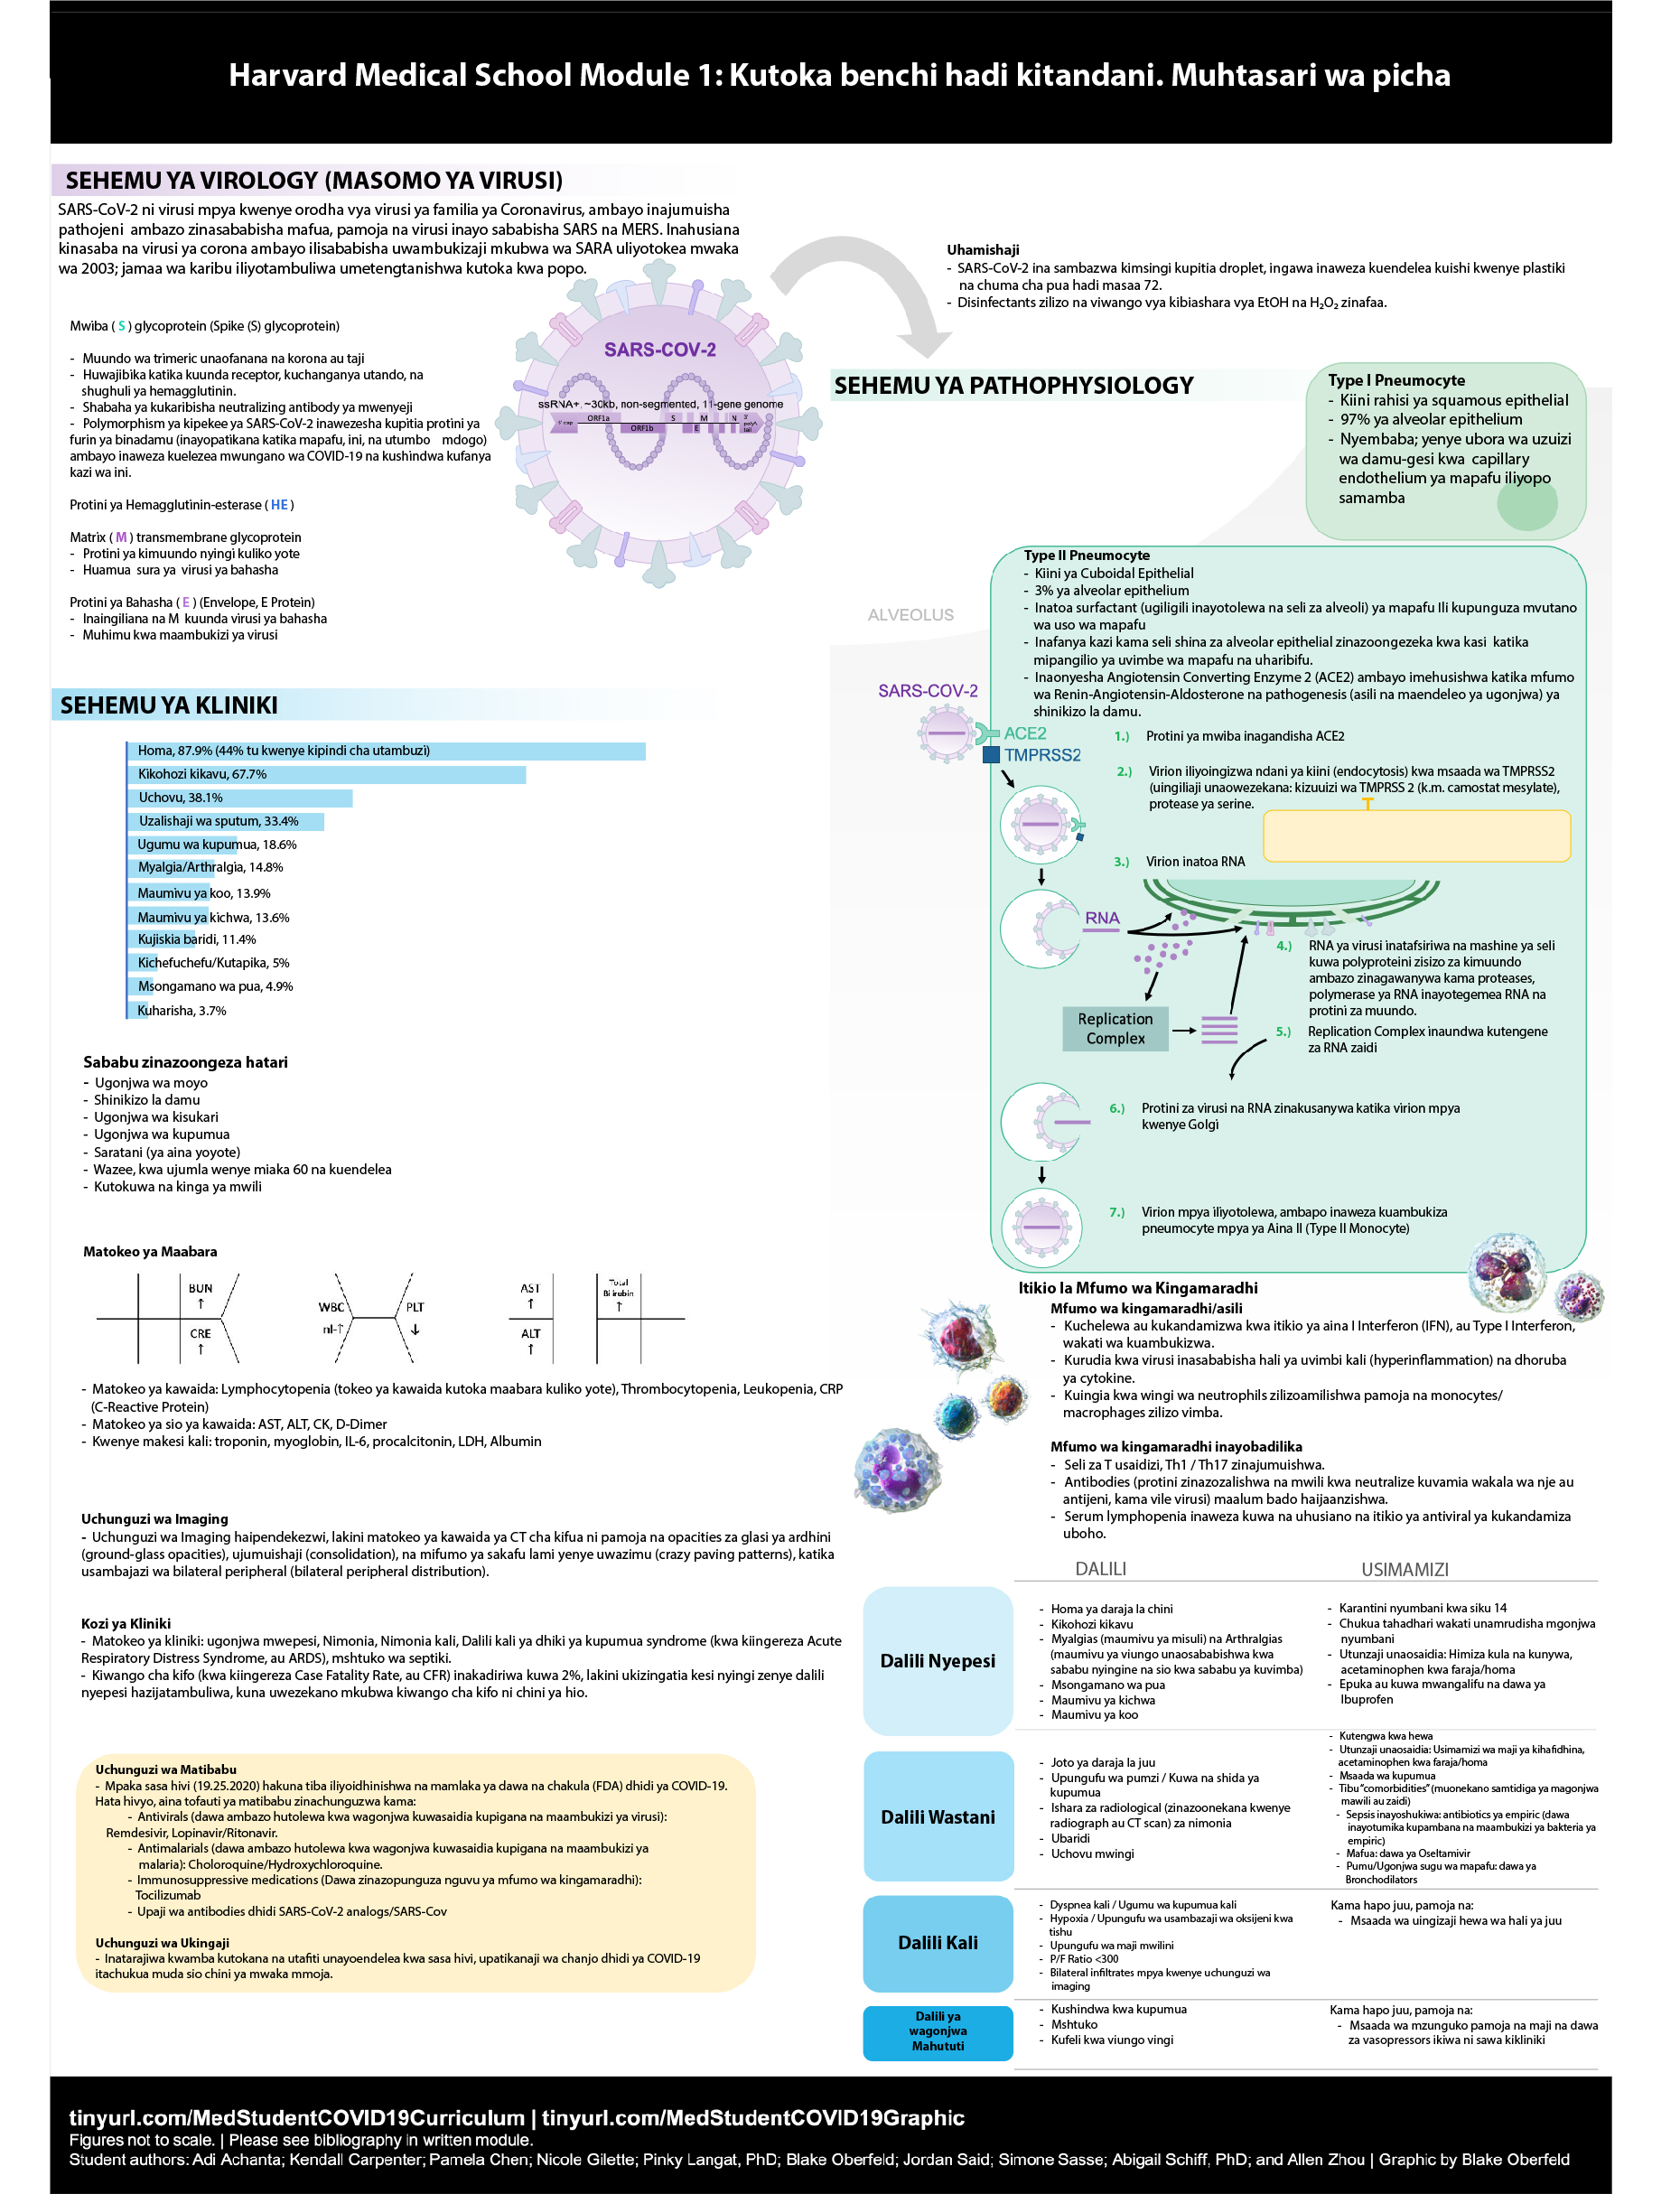 Harvard Medical School Module 1: Kutoka benchi hadi kitandani. Muhtasari wa picha
SEHEMU YA VIROLOGY (MASOMO YA VIRUSI)
SARS-CoV-2 ni virusi mpya kwenye orodha vya virusi ya familia ya Coronavirus, ambayo inajumuisha
pathojeni ambazo zinasababisha mafua, pamoja na virusi inayo sababisha SARS na MERS. Inahusiana
kinasaba na virusi ya corona ambayo ilisababisha uwambukizaji mkubwa wa SARA uliyotokea mwaka
wa 2003; jamaa wa karibu iliyotambuliwa umetengtanishwa kutoka kwa popo.
Mwiba ( S ) glycoprotein (Spike (S) glycoprotein)
- Muundo wa trimeric unaofanana na korona au taji
- Huwajibika katika kuunda receptor, kuchanganya utando, na
shughuli ya hemagglutinin.
- Shabaha ya kukaribisha neutralizing antibody ya mwenyeji
- Polymorphism ya kipekee ya SARS-CoV-2 inawezesha kupitia protini ya
furin ya binadamu (inayopatikana katika mapafu, ini, na utumbo mdogo)
ambayo inaweza kuelezea mwungano wa COVID-19 na kushindwa kufanya
kazi wa ini.
Protini ya Hemagglutinin-esterase ( HE )
Matrix ( M ) transmembrane glycoprotein
- Protini ya kimuundo nyingi kuliko yote
- Huamua sura ya virusi ya bahasha
Protini ya Bahasha ( E ) (Envelope, E Protein)
- Inaingiliana na M kuunda virusi ya bahasha
- Muhimu kwa maambukizi ya virusi
SARS-COV-2
ssRNA+, ~30kb, non-segmented, 11-gene genome
5' cap
ORF1a
ORF1b
S
E
M
N
3'
polyA
tail
Uhamishaji
- SARS-CoV-2 ina sambazwa kimsingi kupitia droplet, ingawa inaweza kuendelea kuishi kwenye plastiki
na chuma cha pua hadi masaa 72.
- Disinfectants zilizo na viwango vya kibiashara vya EtOH na H₂O₂ zinafaa.
SEHEMU YA PATHOPHYSIOLOGY
Type I Pneumocyte
- Kiini rahisi ya squamous epithelial
- 97% ya alveolar epithelium
- Nyembaba; yenye ubora wa uzuizi
wa damu-gesi kwa capillary
endothelium ya mapafu iliyopo
samamba
ALVEOLUS
Type II Pneumocyte
- Kiini ya Cuboidal Epithelial
- 3% ya alveolar epithelium
- Inatoa surfactant (ugiligili inayotolewa na seli za alveoli) ya mapafu Ili kupunguza mvutano
wa uso wa mapafu
- Inafanya kazi kama seli shina za alveolar epithelial zinazoongezeka kwa kasi katika
mipangilio ya uvimbe wa mapafu na uharibifu.
- Inaonyesha Angiotensin Converting Enzyme 2 (ACE2) ambayo imehusishwa katika mfumo
wa Renin-Angiotensin-Aldosterone na pathogenesis (asili na maendeleo ya ugonjwa) ya
shinikizo la damu.
SARS-COV-2
ACE2
TMPRSS2
1.) Protini ya mwiba inagandisha ACE2
2.) Virion iliyoingizwa ndani ya kiini (endocytosis) kwa msaada wa TMPRSS2
(uingiliaji unaowezekana: kizuuizi wa TMPRSS 2 (k.m. camostat mesylate),
protease ya serine.
3.) Virion inatoa RNA
RNA
4.) RNA ya virusi inatafsiriwa na mashine ya seli
kuwa polyproteini zisizo za kimuundo
ambazo zinagawanywa kama proteases,
polymerase ya RNA inayotegemea RNA na
protini za muundo.
Replication
Complex
5.) Replication Complex inaundwa kutengene
za RNA zaidi
6.) Protini za virusi na RNA zinakusanywa katika virion mpya
kwenye Golgi
7.) Virion mpya iliyotolewa, ambapo inaweza kuambukiza
pneumocyte mpya ya Aina II (Type II Monocyte)
SEHEMU YA KLINIKI
Homa, 87.9% (44% tu kwenye kipindi cha utambuzi)
Kikohozi kikavu, 67.7%
Uchovu, 38.1%
Uzalishaji wa sputum, 33.4%
Ugumu wa kupumua, 18.6%
Myalgia/Arthralgia, 14.8%
Maumivu ya koo, 13.9%
Maumivu ya kichwa, 13.6%
Kujiskia baridi, 11.4%
Kichefuchefu/Kutapika, 5%
Msongamano wa pua, 4.9%
Kuharisha, 3.7%
Sababu zinazoongeza hatari
- Ugonjwa wa moyo
- Shinikizo la damu
- Ugonjwa wa kisukari
- Ugonjwa wa kupumua
- Saratani (ya aina yoyote)
- Wazee, kwa ujumla wenye miaka 60 na kuendelea
- Kutokuwa na kinga ya mwili
Matokeo ya Maabara
BUN
↑
CRE
↑
WBC
nl-↑
PLT
↓
AST
↑
ALT
↑
Total
Bilirubin
↑
- Matokeo ya kawaida: Lymphocytopenia (tokeo ya kawaida kutoka maabara kuliko yote), Thrombocytopenia, Leukopenia, CRP
(C-Reactive Protein)
- Matokeo ya sio ya kawaida: AST, ALT, CK, D-Dimer
- Kwenye makesi kali: troponin, myoglobin, IL-6, procalcitonin, LDH, Albumin
Uchunguzi wa Imaging
- Uchunguzi wa Imaging haipendekezwi, lakini matokeo ya kawaida ya CT cha kifua ni pamoja na opacities za glasi ya ardhini
(ground-glass opacities), ujumuishaji (consolidation), na mifumo ya sakafu lami yenye uwazimu (crazy paving patterns), katika
usambajazi wa bilateral peripheral (bilateral peripheral distribution).
Kozi ya Kliniki
- Matokeo ya kliniki: ugonjwa mwepesi, Nimonia, Nimonia kali, Dalili kali ya dhiki ya kupumua syndrome (kwa kiingereza Acute
Respiratory Distress Syndrome, au ARDS), mshtuko wa septiki.
- Kiwango cha kifo (kwa kiingereza Case Fatality Rate, au CFR) inakadiriwa kuwa 2%, lakini ukizingatia kesi nyingi zenye dalili
nyepesi hazijatambuliwa, kuna uwezekano mkubwa kiwango cha kifo ni chini ya hio.
Uchunguzi wa Matibabu
- Mpaka sasa hivi (19.25.2020) hakuna tiba iliyoidhinishwa na mamlaka ya dawa na chakula (FDA) dhidi ya COVID-19.
Hata hivyo, aina tofauti ya matibabu zinachunguzwa kama:
- Antivirals (dawa ambazo hutolewa kwa wagonjwa kuwasaidia kupigana na maambukizi ya virusi):
Remdesivir, Lopinavir/Ritonavir.
- Antimalarials (dawa ambazo hutolewa kwa wagonjwa kuwasaidia kupigana na maambukizi ya
malaria): Choloroquine/Hydroxychloroquine.
- Immunosuppressive medications (Dawa zinazopunguza nguvu ya mfumo wa kingamaradhi):
Tocilizumab
- Upaji wa antibodies dhidi SARS-CoV-2 analogs/SARS-Cov
Uchunguzi wa Ukingaji
- Inatarajiwa kwamba kutokana na utafiti unayoendelea kwa sasa hivi, upatikanaji wa chanjo dhidi ya COVID-19
itachukua muda sio chini ya mwaka mmoja.
Itikio la Mfumo wa Kingamaradhi
Mfumo wa kingamaradhi/asili
- Kuchelewa au kukandamizwa kwa itikio ya aina I Interferon (IFN), au Type I Interferon,
wakati wa kuambukizwa.
- Kurudia kwa virusi inasababisha hali ya uvimbi kali (hyperinflammation) na dhoruba
ya cytokine.
- Kuingia kwa wingi wa neutrophils zilizoamilishwa pamoja na monocytes/
macrophages zilizo vimba.
Mfumo wa kingamaradhi inayobadilika
- Seli za T usaidizi, Th1 / Th17 zinajumuishwa.
- Antibodies (protini zinazozalishwa na mwili kwa neutralize kuvamia wakala wa nje au
antijeni, kama vile virusi) maalum bado haijaanzishwa.
- Serum lymphopenia inaweza kuwa na uhusiano na itikio ya antiviral ya kukandamiza
uboho.
DALILI
USIMAMIZI
Dalili Nyepesi
- Homa ya daraja la chini
- Kikohozi kikavu
- Myalgias (maumivu ya misuli) na Arthralgias
(maumivu ya viungo unaosababishwa kwa
sababu nyingine na sio kwa sababu ya kuvimba)
- Msongamano wa pua
- Maumivu ya kichwa
- Maumivu ya koo
- Karantini nyumbani kwa siku 14
- Chukua tahadhari wakati unamrudisha mgonjwa
nyumbani
- Utunzaji unaosaidia: Himiza hulta na kunywa,
acetaminophen kwa faraja/homa
- Epuka au kuwa mwangalifu na dawa ya
Ibuprofen
Dalili Wastani
- Joto ya daraja la juu
- Upungufu wa pumzi / Kuwa na shida ya
kupumua
- Ishara za radiological (zinazoonekana kwenye
radiograph au CT scan) za nimonia
- Ubaridi
- Uchovu mwingi
- Kutengwa kwa hewa
- Utunzaji unaosaidia: Usimamizi wa maji ya kihafidhina,
acetaminophen kwa faraja/homa
- Msaada wa kupumua
- Tibu “comorbidities” (muonekano samtidiga ya magonjwa
mawili au zaidi)
- Sepsis inayoshukiwa: antibiotics ya empiric (dawa
inayotumika kupambana na maambukizi ya bakteria ya
empiric)
- Mafua: dawa ya Oseltamivir
- Pumu/Ugonjwa sugu wa mapafu: dawa ya
Bronchodilators
Dalili Kali
- Dyspnea kali / Ugumu wa kupumua kali
- Hypoxia / Upungufu wa usambazaji wa oksijeni kwa
tishu
- Upungufu wa maji mwilini
- P/F Ratio <300
- Bilateral infiltrates mpya kwenye uchunguzi wa
imaging
Kama hapo juu, pamoja na:
- Msaada wa uingizaji hewa wa hali ya juu
Dalili ya
wagonjwa
Mahututi
- Kushindwa kwa kupumua
- Mshtuko
- Kufeli kwa viungo vingi
Kama hapo juu, pamoja na:
- Msaada wa mzunguko pamoja na maji na dawa
za vasopressors ikiwa ni sawa kikliniki
tinyurl.com/MedStudentCOVID19Curriculum | tinyurl.com/MedStudentCOVID19Graphic
Figures not to scale. | Please see bibliography in written module.
Student authors: Adi Achanta; Kendall Carpenter; Pamela Chen; Nicole Gilette; Pinky Langat, PhD; Blake Oberfeld; Jordan Said; Simone Sasse; Abigail Schiff, PhD; and Allen Zhou | Graphic by Blake Oberfeld